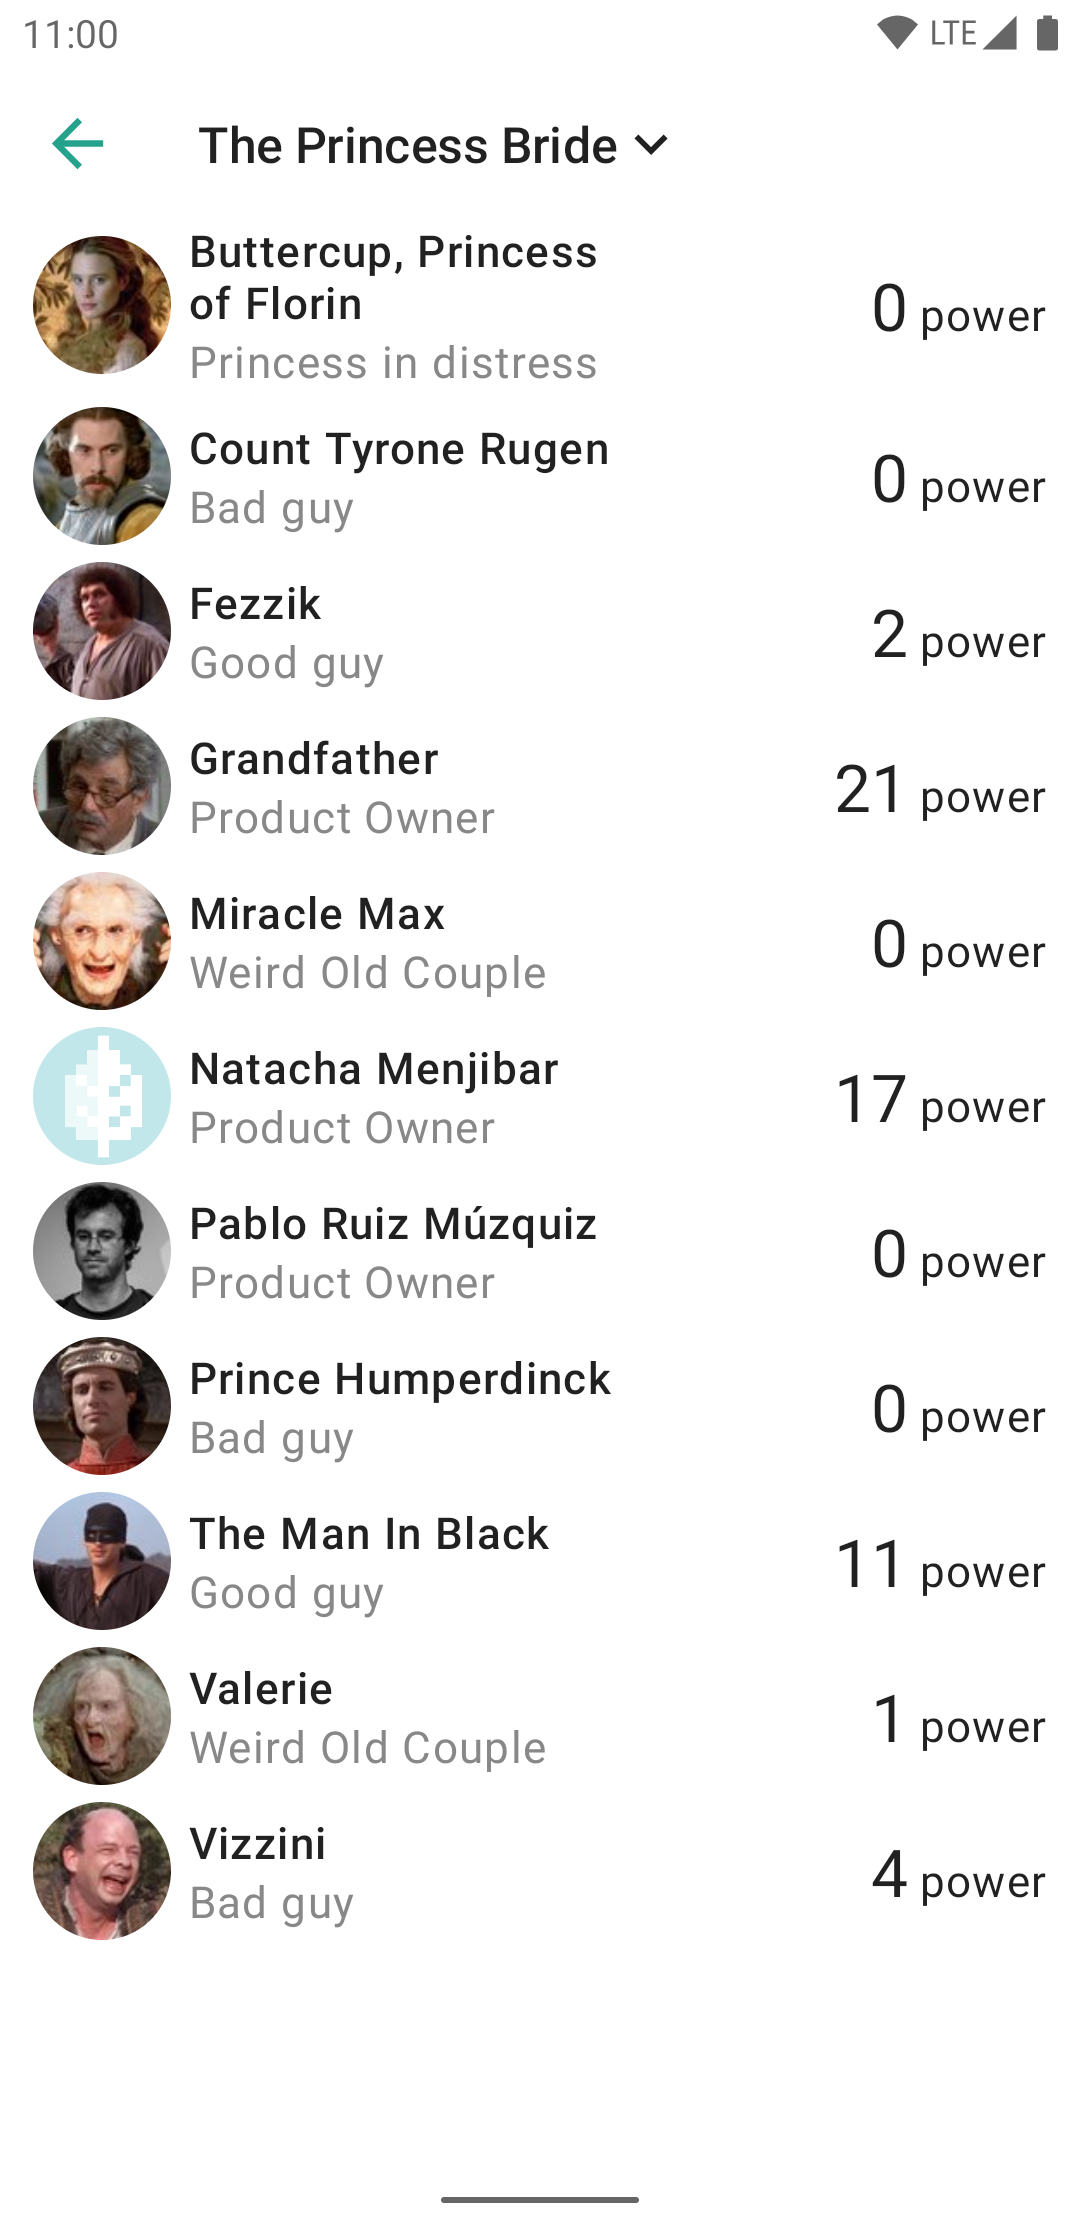 11:00 LTE
The Princess Bride
Buttercup, Princess
of Florin
Princess in distress
0 power
Count Tyrone Rugen
Bad guy
0 power
Fezzik
Good guy
2 power
Grandfather
Product Owner
21 power
Miracle Max
Weird Old Couple
0 power
Natacha Menjibar
Product Owner
17 power
Pablo Ruiz Múzquiz
Product Owner
0 power
Prince Humperdinck
Bad guy
0 power
The Man In Black
Good guy
11 power
Valerie
Weird Old Couple
1 power
Vizzini
Bad guy
4 power